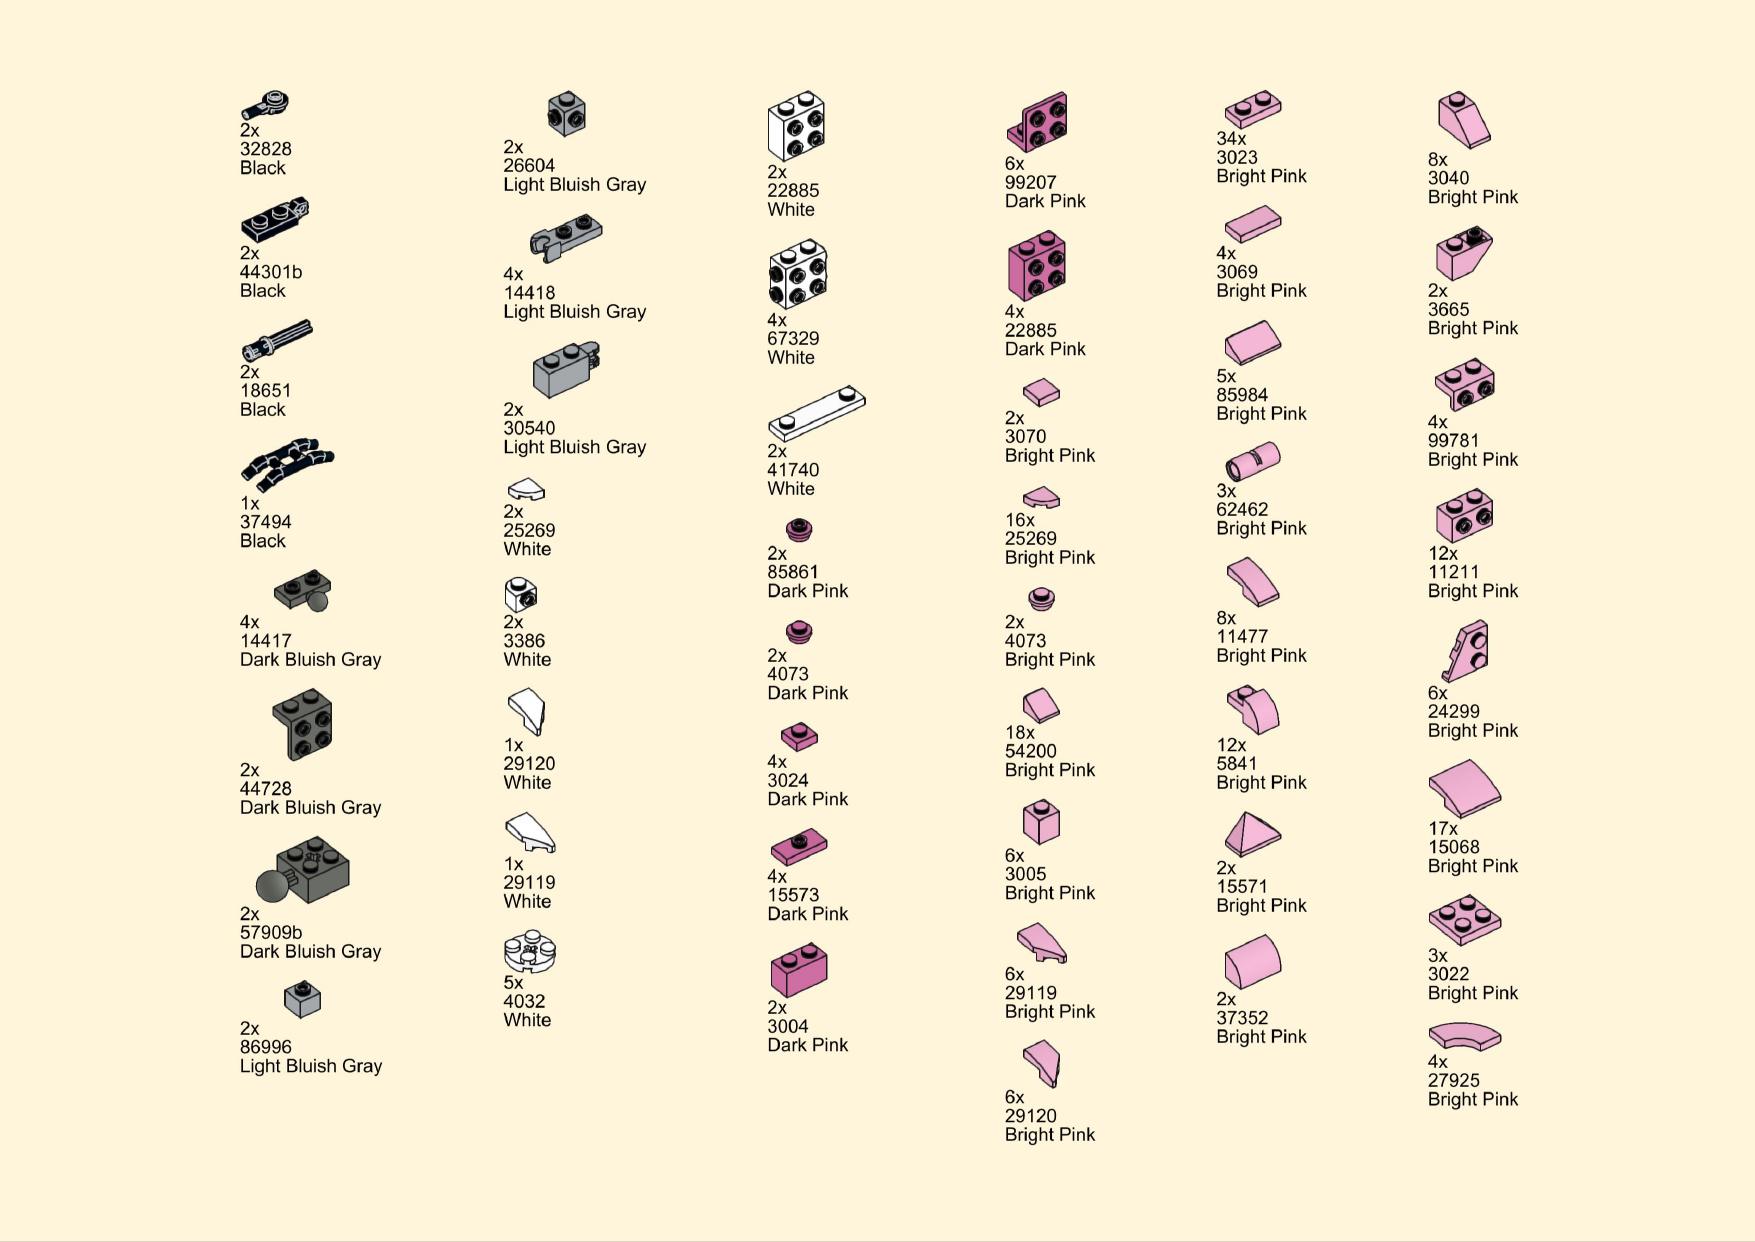 2x
32828
Black
2x
44301b
Black
2x
18651
Black
1x
37494
Black
4x
14417
Dark Bluish Gray
2x
44728
Dark Bluish Gray
2x
57909b
Dark Bluish Gray
2x
86996
Light Bluish Gray
2x
26604
Light Bluish Gray
4x
14418
Light Bluish Gray
2x
30540
Light Bluish Gray
2x
25269
White
2x
3386
White
1x
29120
White
1x
29119
White
5x
4032
White
2x
22885
White
4x
67329
White
2x
41740
White
2x
85861
Dark Pink
2x
4073
Dark Pink
4x
3024
Dark Pink
4x
15573
Dark Pink
2x
3004
Dark Pink
6x
99207
Dark Pink
4x
22885
Dark Pink
2x
3070
Bright Pink
16x
25269
Bright Pink
2x
4073
Bright Pink
18x
54200
Bright Pink
6x
3005
Bright Pink
6x
29119
Bright Pink
6x
29120
Bright Pink
34x
3023
Bright Pink
4x
3069
Bright Pink
5x
85984
Bright Pink
3x
62462
Bright Pink
8x
11477
Bright Pink
12x
5841
Bright Pink
2x
15571
Bright Pink
2x
37352
Bright Pink
8x
3040
Bright Pink
2x
3665
Bright Pink
4x
99781
Bright Pink
12x
11211
Bright Pink
6x
24299
Bright Pink
17x
15068
Bright Pink
3x
3022
Bright Pink
4x
27925
Bright Pink